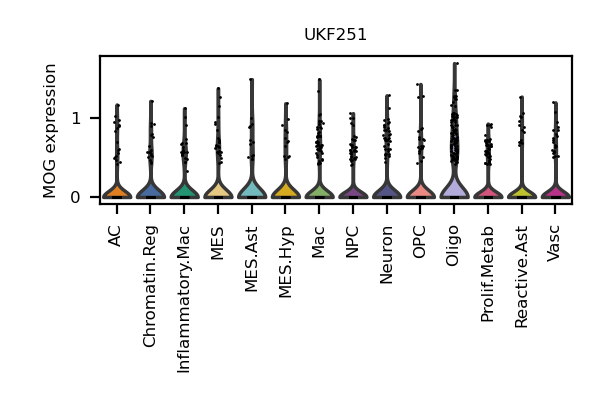 UKF251
MOG expression
1
0
AC
Chromatin.Reg
Inflammatory.Mac
MES
MES.Ast
MES.Hyp
Mac
NPC
Neuron
OPC
Oligo
Prolif.Metab
Reactive.Ast
Vasc